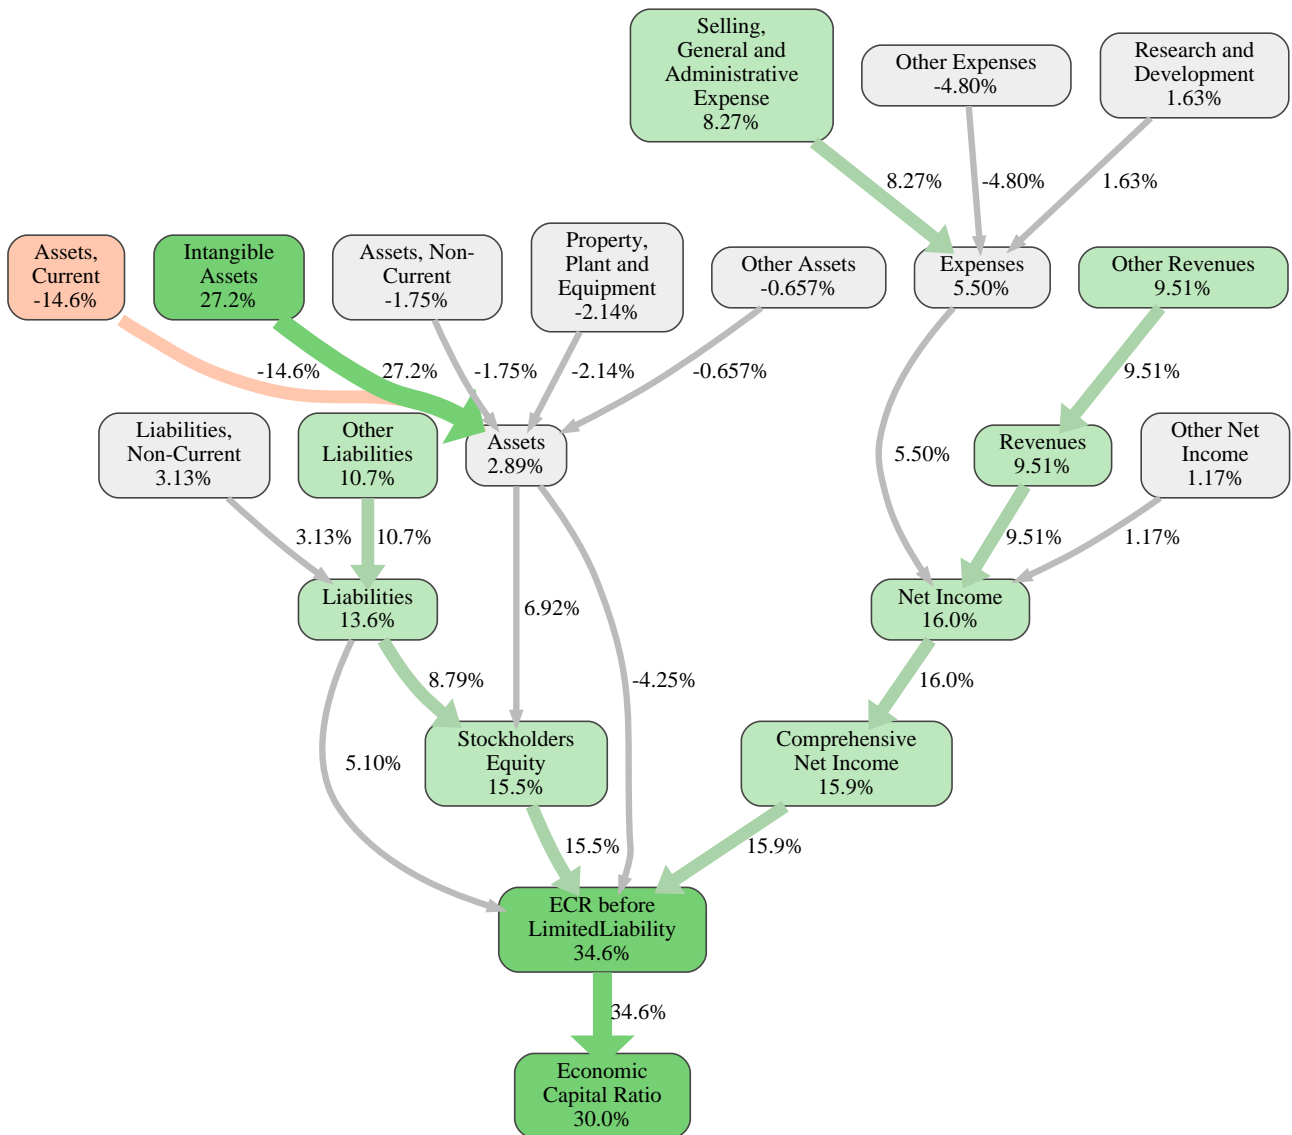 Selling,
General and
Administrative
Expense
8.27%
Other Expenses
-4.80%
Research and
Development
1.63%
8.27%
-4.80%
1.63%
Assets,
Current
-14.6%
Intangible
Assets
27.2%
Assets, Non-
Current
-1.75%
Property,
Plant and
Equipment
-2.14%
Other Assets
-0.657%
Expenses
5.50%
Other Revenues
9.51%
-14.6%
27.2%
-1.75%
-2.14%
-0.657%
9.51%
Liabilities,
Non-Current
3.13%
Other
Liabilities
10.7%
Assets
2.89%
5.50%
Revenues
9.51%
Other Net
Income
1.17%
3.13%
10.7%
9.51%
1.17%
Liabilities
13.6%
6.92%
Net Income
16.0%
8.79%
-4.25%
16.0%
5.10%
Stockholders
Equity
15.5%
Comprehensive
Net Income
15.9%
15.5%
15.9%
ECR before
LimitedLiability
34.6%
34.6%
Economic
Capital Ratio
30.0%